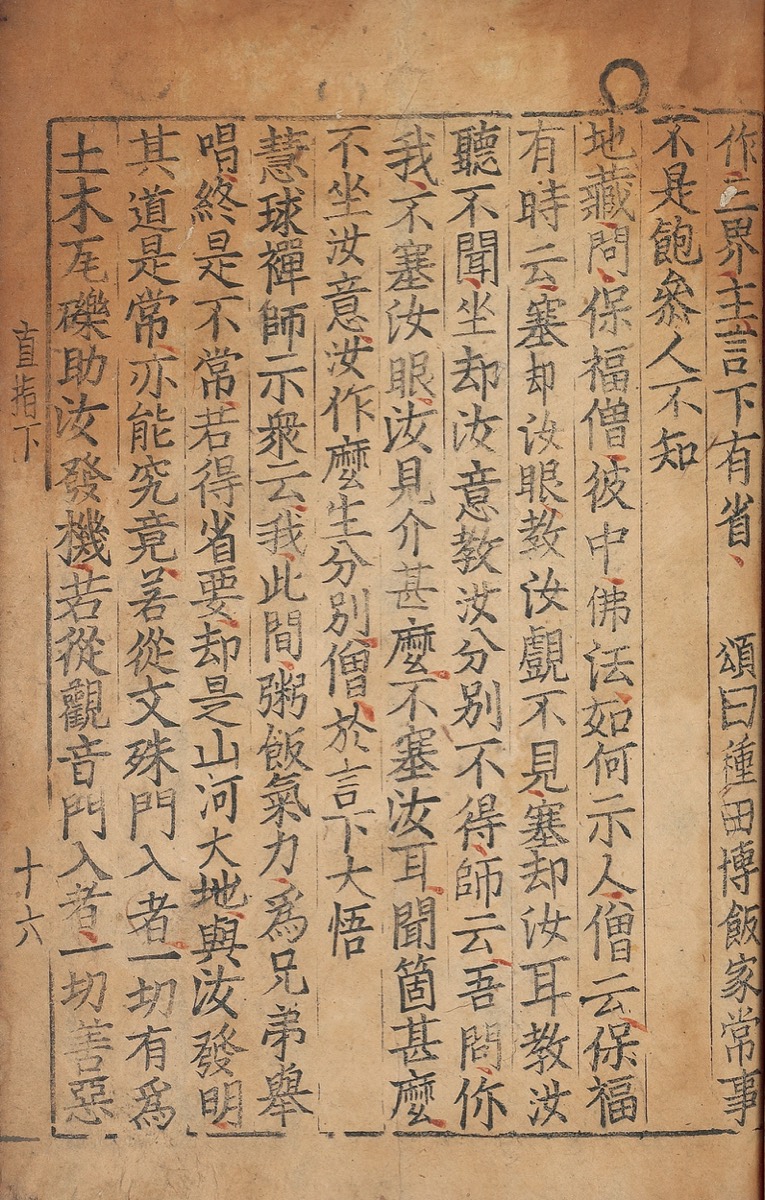 作三界主言下有省 頌曰種田博飯家常事
不是飽叅人不知
地藏問保福僧彼中佛法如何示人僧云保福
有時云塞却汝眼教汝覷不見塞却汝耳教汝
聽不聞坐却汝意教汝分別不得師云吾問你
我不塞汝眼汝見介甚麼不塞汝耳聞箇甚麼
不坐汝意汝作麼生分別僧於言下大悟
慧球禪師示衆云我此間粥飯氣力爲兄弟舉
唱終是不常若得省要却是山河大地與汝發明
其道是常亦能究竟若從文殊門入者一切有爲
土木瓦礫助汝發機若從觀音門入者一切善惡
直指下 十六